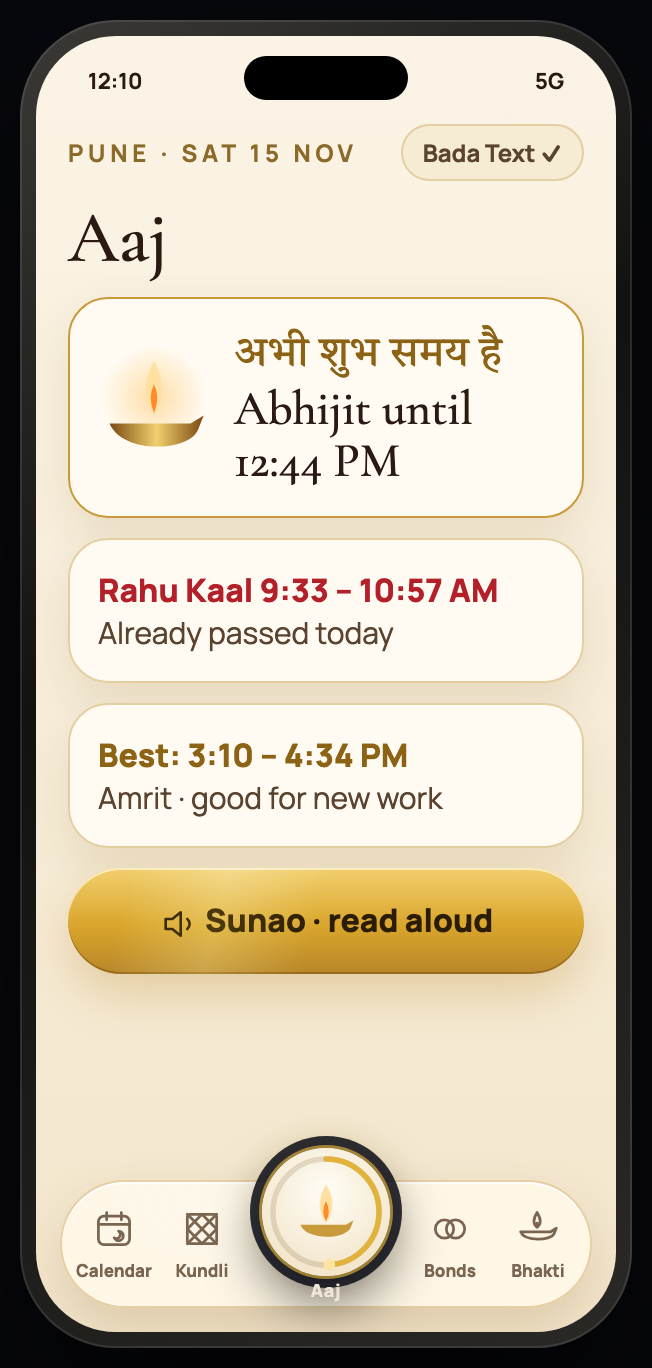 12:10
5G
PUNE · SAT 15 NOV
Bada Text ✓
Aaj
अभी शुभ समय है
Abhijit until
12:44 PM
Rahu Kaal 9:33 – 10:57 AM
Already passed today
Best: 3:10 – 4:34 PM
Amrit · good for new work
Sunao · read aloud
Calendar
Kundli
Aaj
Bonds
Bhakti